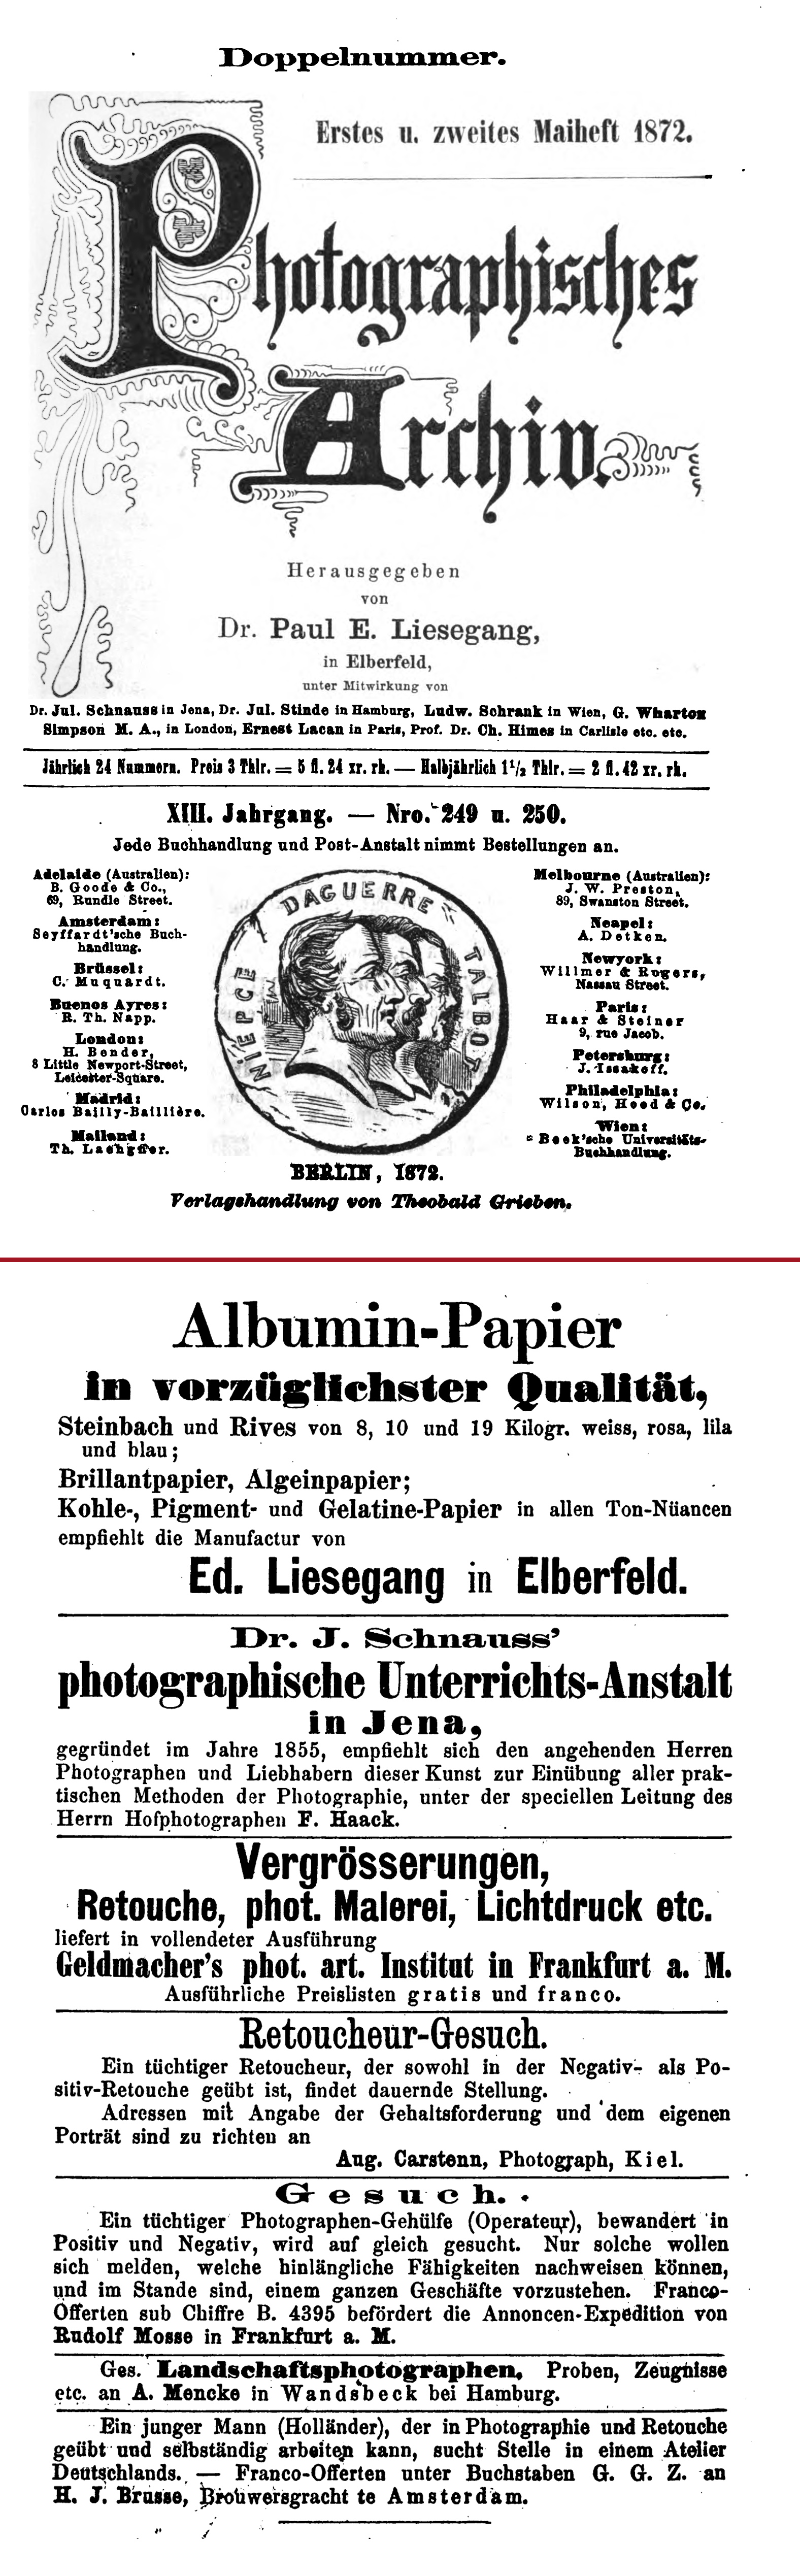 Doppelnummer.
Erstes u. zweites Maiheft 1872.
Photographisches
Archiv.
Herausgegeben
von
Dr. Paul E. Liesegang,
in Elberfeld,
unter Mitwirkung von
Dr. Jul. Schnauss in Jena, Dr. Jul. Stinde in Hamburg, Ludw. Schrank in Wien, G. Wharton
Simpson M. A., in London, Ernest Lacan in Paris, Prof. Dr. Ch. Himes in Carlisle etc. etc.
Jährlich 24 Nummern. Preis 3 Thlr. = 5 fl. 24 xr. rh. — Halbjährlich 1½ Thlr. = 2 fl. 42 xr. rh.
XIII. Jahrgang. — Nro. 249 u. 250.
Jede Buchhandlung und Post-Anstalt nimmt Bestellungen an.
Adelaide (Australien):
B. Goode & Co.,
69, Rundle Street.
Amsterdam:
Seyffardt'sche Buch-
handlung.
Brüssel:
C. Muquardt.
Buenos Ayres:
R. Th. Napp.
London:
H. Bender,
8 Little Newport-Street,
Leicester-Square.
Madrid:
Carlos Bailly-Baillière.
Mailand:
Th. Laengner.
NIÉPCE DAGUERRE TALBOT
Melbourne (Australien):
J. W. Preston,
89, Swanston Street.
Neapel:
A. Detken.
Newyork:
Willmer & Rogers,
Nassau Street.
Paris:
Haar & Steiner
9, rue Jacob.
Petersburg:
J. Issakoff.
Philadelphia:
Wilson, Hood & Co.
Wien:
Beck'sche Universitäts-
Buchhandlung.
BERLIN, 1872.
Verlagshandlung von Theobald Grieben.
Albumin-Papier
in vorzüglichster Qualität,
Steinbach und Rives von 8, 10 und 19 Kilogr. weiss, rosa, lila
und blau;
Brillantpapier, Algeinpapier;
Kohle-, Pigment- und Gelatine-Papier in allen Ton-Nüancen
empfiehlt die Manufactur von
Ed. Liesegang in Elberfeld.
Dr. J. Schnauss'
photographische Unterrichts-Anstalt
in Jena,
gegründet im Jahre 1855, empfiehlt sich den angehenden Herren
Photographen und Liebhabern dieser Kunst zur Einübung aller prak-
tischen Methoden der Photographie, unter der speciellen Leitung des
Herrn Hofphotographen F. Haack.
Vergrösserungen,
Retouche, phot. Malerei, Lichtdruck etc.
liefert in vollendeter Ausführung
Geldmacher's phot. art. Institut in Frankfurt a. M.
Ausführliche Preislisten gratis und franco.
Retoucheur-Gesuch.
Ein tüchtiger Retoucheur, der sowohl in der Negativ- als Po-
sitiv-Retouche geübt ist, findet dauernde Stellung.
Adressen mit Angabe der Gehaltsforderung und dem eigenen
Porträt sind zu richten an
Aug. Carstenn, Photograph, Kiel.
Gesuch.
Ein tüchtiger Photographen-Gehülfe (Operateur), bewandert in
Positiv und Negativ, wird auf gleich gesucht. Nur solche wollen
sich melden, welche hinlängliche Fähigkeiten nachweisen können,
und im Stande sind, einem ganzen Geschäfte vorzustehen. Franco-
Offerten sub Chiffre B. 4395 befördert die Annoncen-Expedition von
Rudolf Mosse in Frankfurt a. M.
Ges. Landschaftsphotographen, Proben, Zeugnisse
etc. an A. Mencke in Wandsbeck bei Hamburg.
Ein junger Mann (Holländer), der in Photographie und Retouche
geübt und selbständig arbeiten kann, sucht Stelle in einem Atelier
Deutschlands. — Franco-Offerten unter Buchstaben G. G. Z. an
H. J. Brusse, Brouwersgracht te Amsterdam.